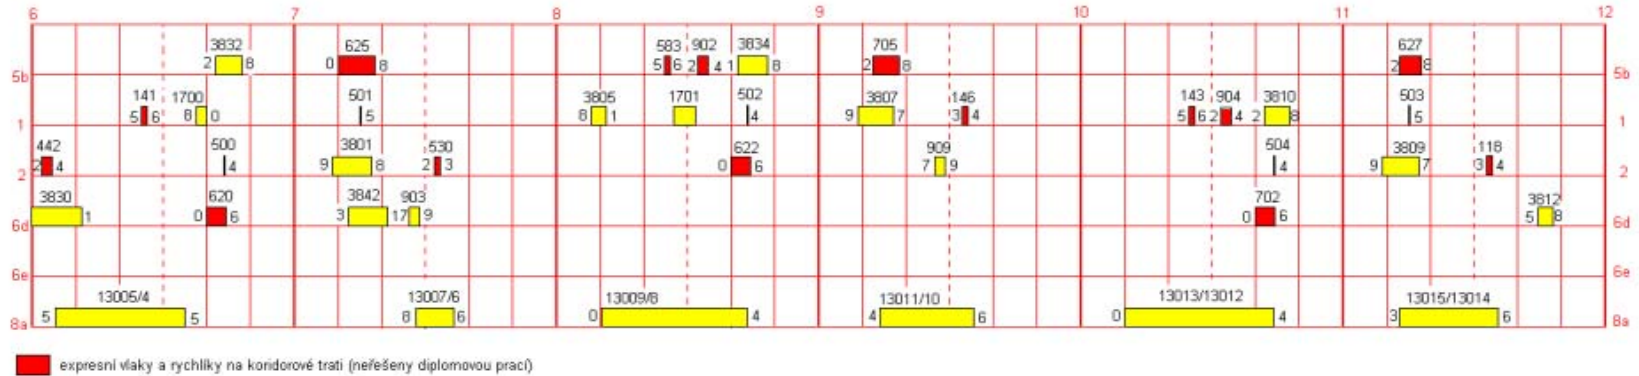 6 7 8 9 10 11 12
3832 625 583 902 3834 705 627
5b 2 8 0 8 5 6 2 4 1 8 2 8 2 8 5b
141 1700 501 3805 1701 502 3807 146 143 904 3810 503
1 5 6 8 0 5 8 1 4 9 7 3 4 5 6 2 4 2 8 5 1
442 500 3801 530 622 909 504 3809 118
2 2 4 4 9 8 2 3 0 6 7 9 4 9 7 3 4 2
3830 620 3842 903 702 3812
6d 1 0 6 3 17 9 0 6 5 8 6d
6e 6e
13005/4 13007/6 13009/8 13011/10 13013/13012 13015/13014
8a 5 5 8 6 0 4 4 6 0 4 3 6 8a
expresní vlaky a rychlíky na koridorové trati (neřešeny diplomovou prací)